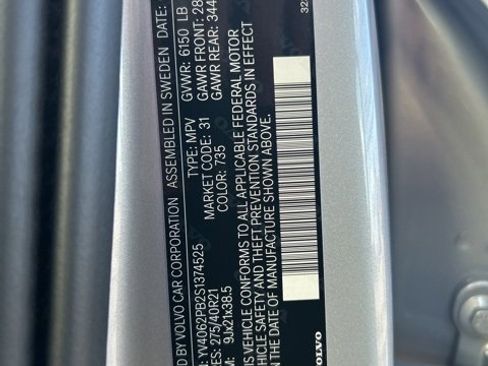 D BY VOLVO CAR CORPORATION ASSEMBLED IN SWEDEN DATE:
GVWR: 6150 LB
GAWR FRONT: 28
GAWR REAR: 344
: YV4062PB2S1374525 TYPE: MPV
275/40R21 MARKET CODE: 31
M: 9Jx21x38.5 COLOR: 735
IS VEHICLE CONFORMS TO ALL APPLICABLE FEDERAL MOTOR
VEHICLE SAFETY AND THEFT PREVENTION STANDARDS IN EFFECT
N THE DATE OF MANUFACTURE SHOWN ABOVE.
VOLVO
32